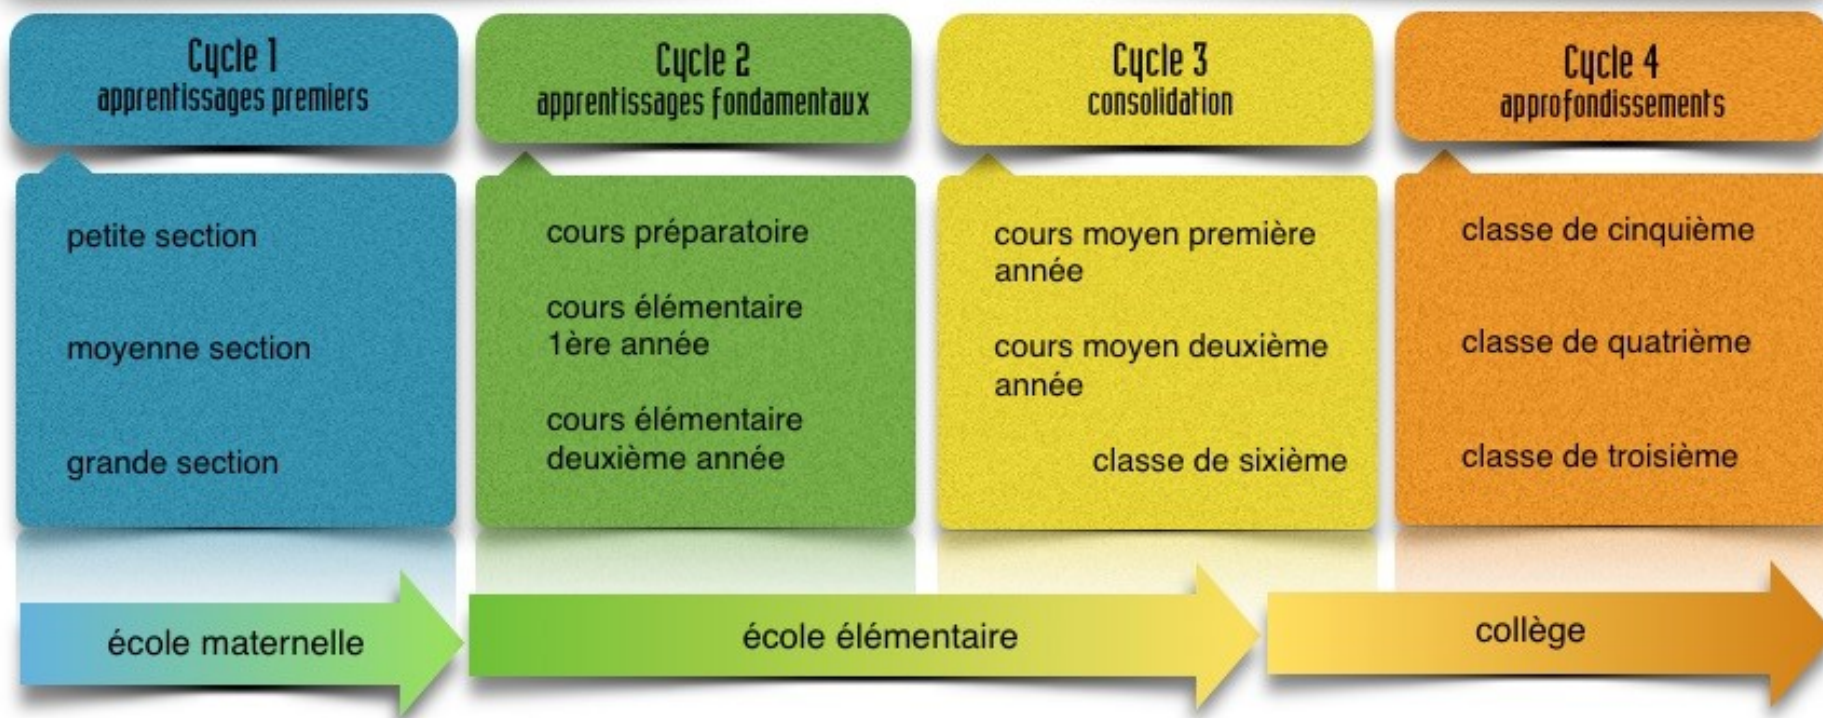 Cycle 1
apprentissages premiers
petite section
moyenne section
grande section
Cycle 2
apprentissages fondamentaux
cours préparatoire
cours élémentaire
1ère année
cours élémentaire
deuxième année
Cycle 3
consolidation
cours moyen première
année
cours moyen deuxième
année
classe de sixième
Cycle 4
approfondissements
classe de cinquième
classe de quatrième
classe de troisième
école maternelle
école élémentaire
collège